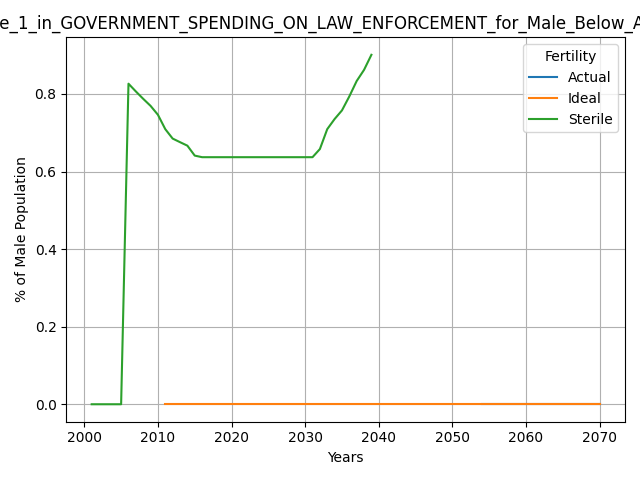 e_1_in_GOVERNMENT_SPENDING_ON_LAW_ENFORCEMENT_for_Male_Below_A
Fertility
Actual
Ideal
Sterile
% of Male Population
0.8
0.6
0.4
0.2
0.0
2000 2010 2020 2030 2040 2050 2060 2070
Years